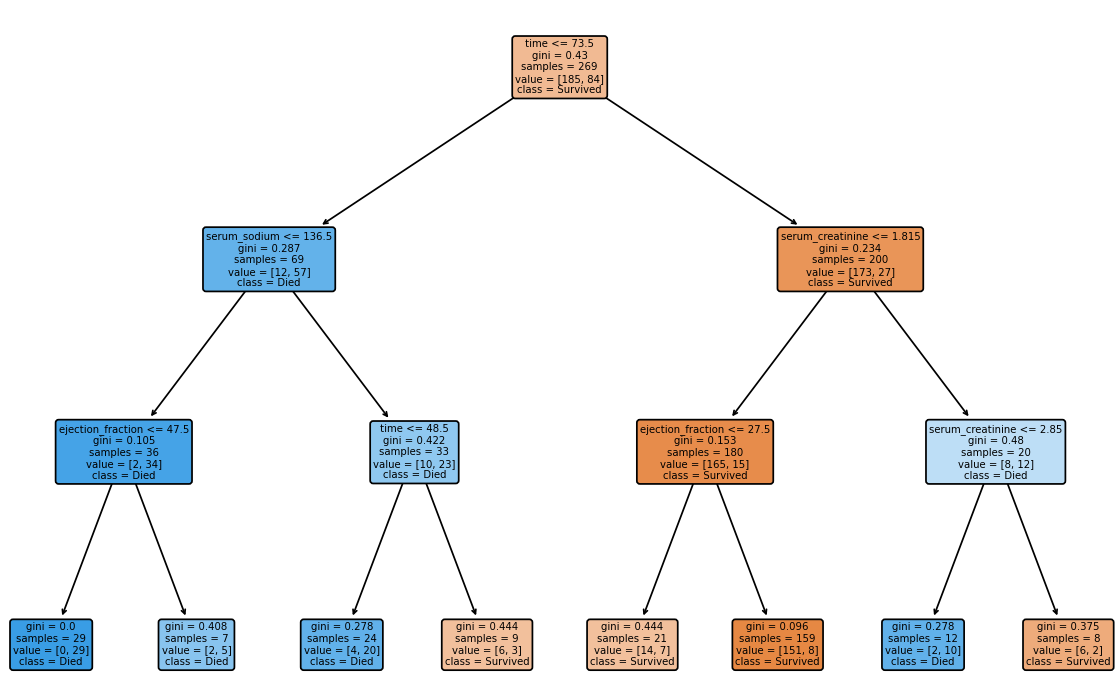 time <= 73.5
gini = 0.43
samples = 269
value = [185, 84]
class = Survived
serum_sodium <= 136.5
gini = 0.287
samples = 69
value = [12, 57]
class = Died
serum_creatinine <= 1.815
gini = 0.234
samples = 200
value = [173, 27]
class = Survived
ejection_fraction <= 47.5
gini = 0.105
samples = 36
value = [2, 34]
class = Died
time <= 48.5
gini = 0.422
samples = 33
value = [10, 23]
class = Died
ejection_fraction <= 27.5
gini = 0.153
samples = 180
value = [165, 15]
class = Survived
serum_creatinine <= 2.85
gini = 0.48
samples = 20
value = [8, 12]
class = Died
gini = 0.0
samples = 29
value = [0, 29]
class = Died
gini = 0.408
samples = 7
value = [2, 5]
class = Died
gini = 0.278
samples = 24
value = [4, 20]
class = Died
gini = 0.444
samples = 9
value = [6, 3]
class = Survived
gini = 0.444
samples = 21
value = [14, 7]
class = Survived
gini = 0.096
samples = 159
value = [151, 8]
class = Survived
gini = 0.278
samples = 12
value = [2, 10]
class = Died
gini = 0.375
samples = 8
value = [6, 2]
class = Survived